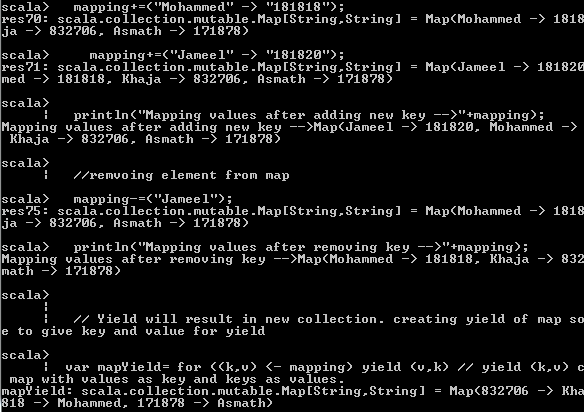 scala>   mapping+=("Mohammed" -> "181818");
res70: scala.collection.mutable.Map[String,String] = Map(Mohammed -> 181
ja -> 832706, Asmath -> 171878)
scala>     mapping+=("Jameel" -> "181820");
res71: scala.collection.mutable.Map[String,String] = Map(Jameel -> 181820
med -> 181818, Khaja -> 832706, Asmath -> 171878)
scala>
     |   println("Mapping values after adding new key -->"+mapping);
Mapping values after adding new key -->Map(Jameel -> 181820, Mohammed ->
 Khaja -> 832706, Asmath -> 171878)
scala>
     |   //remvoing element from map
scala>   mapping-=("Jameel");
res75: scala.collection.mutable.Map[String,String] = Map(Mohammed -> 181
ja -> 832706, Asmath -> 171878)
scala>   println("Mapping values after removing key -->"+mapping);
Mapping values after removing key -->Map(Mohammed -> 181818, Khaja -> 832
math -> 171878)
scala>
     |
     |   // Yield will result in new collection. creating yield of map so
e to give key and value for yield
scala>
     |  var mapYield= for ((k,v) <- mapping) yield (v,k) // yield (k,v) c
 map with values as key and keys as values.
mapYield: scala.collection.mutable.Map[String,String] = Map(832706 -> Kha
818 -> Mohammed, 171878 -> Asmath)